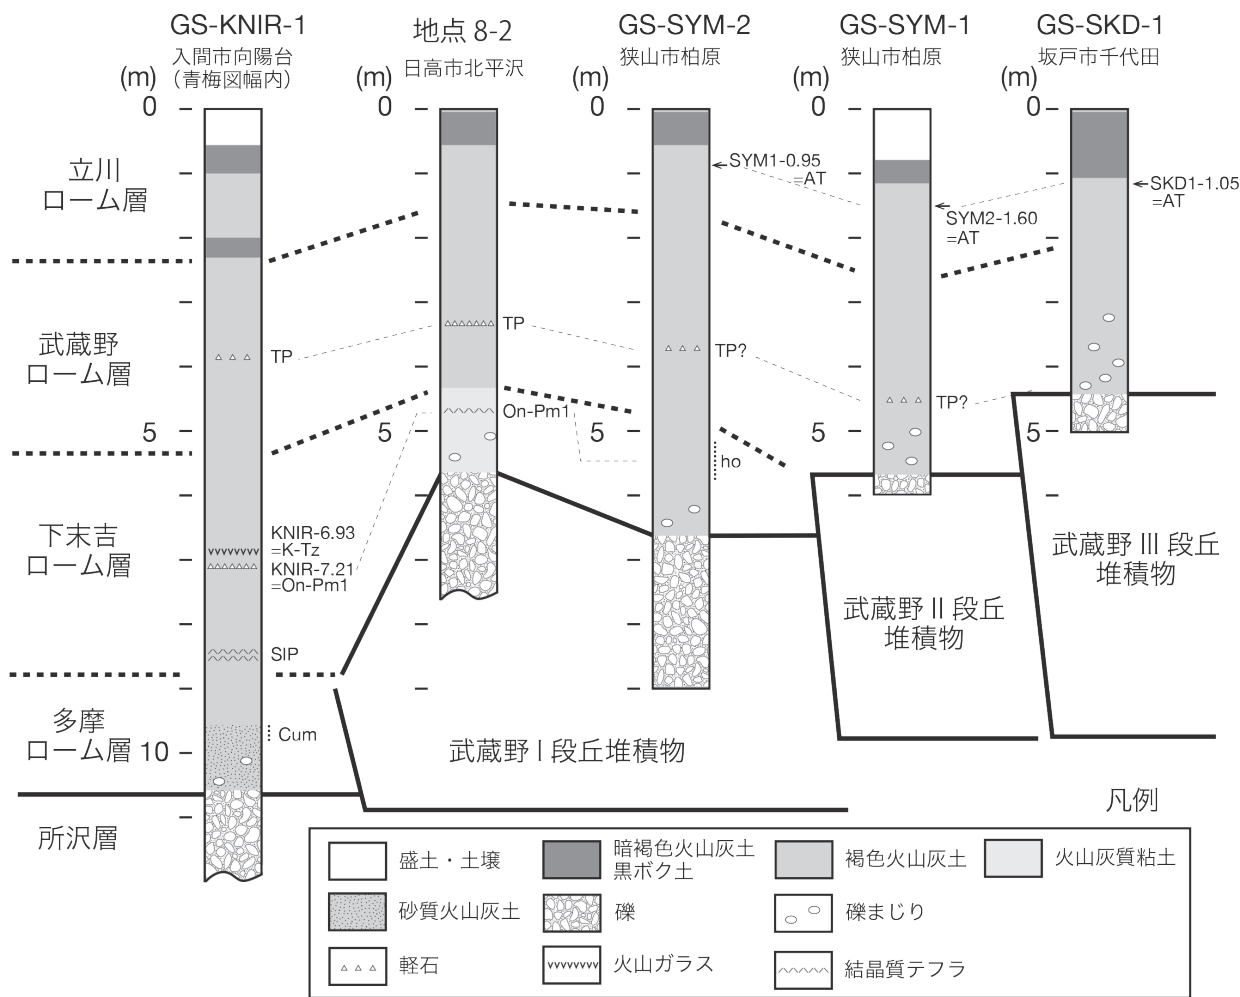 GS-KNIR-1
入間市向陽台
（青梅図幅内）
地点 8-2
日高市北平沢
GS-SYM-2
狭山市柏原
GS-SYM-1
狭山市柏原
GS-SKD-1
坂戸市千代田
(m)
(m)
(m)
(m)
(m)
0
0
0
0
0
立川
ローム層
SYM1-0.95
=AT
SYM2-1.60
=AT
SKD1-1.05
=AT
武蔵野
ローム層
TP
TP
TP?
TP?
5
5
5
5
On-Pm1
ho
下末吉
ローム層
KNIR-6.93
=K-Tz
KNIR-7.21
=On-Pm1
SIP
武蔵野 III 段丘
堆積物
武蔵野 II 段丘
堆積物
多摩
ローム層
10
Cum
武蔵野 I 段丘堆積物
所沢層
凡例
盛土・土壌
暗褐色火山灰土
黒ボク土
褐色火山灰土
火山灰質粘土
砂質火山灰土
礫
礫まじり
軽石
火山ガラス
結晶質テフラ